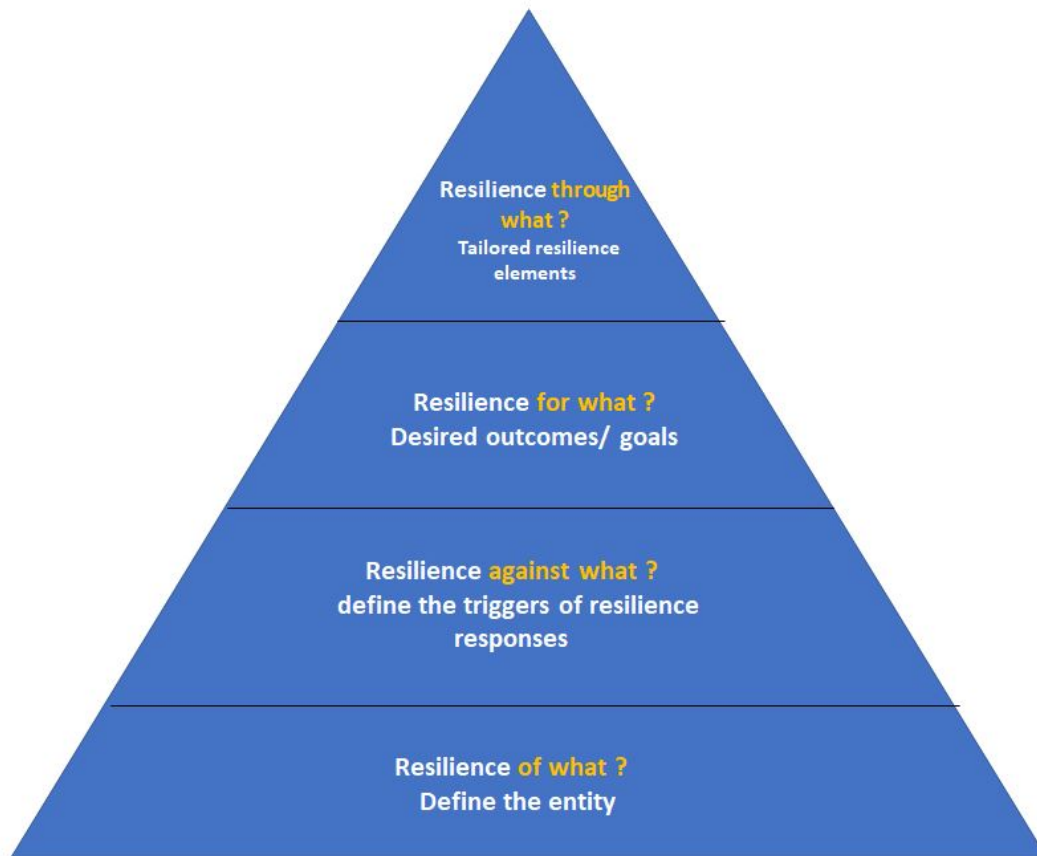 Resilience through
what ?
Tailored resilience
elements
Resilience for what ?
Desired outcomes/ goals
Resilience against what ?
define the triggers of resilience
responses
Resilience of what ?
Define the entity